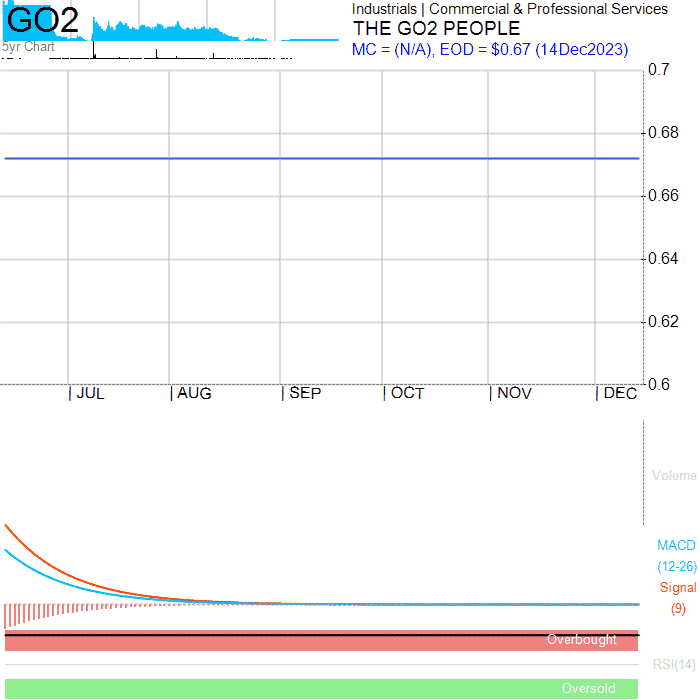 GO2
5yr Chart
Industrials | Commercial & Professional Services
THE GO2 PEOPLE
MC = (N/A), EOD = $0.67 (14Dec2023)
0.7
0.68
0.66
0.64
0.62
0.6
| JUL | AUG | SEP | OCT | NOV | DEC
Volume
MACD
(12-26)
Signal
(9)
Overbought
RSI(14)
Oversold